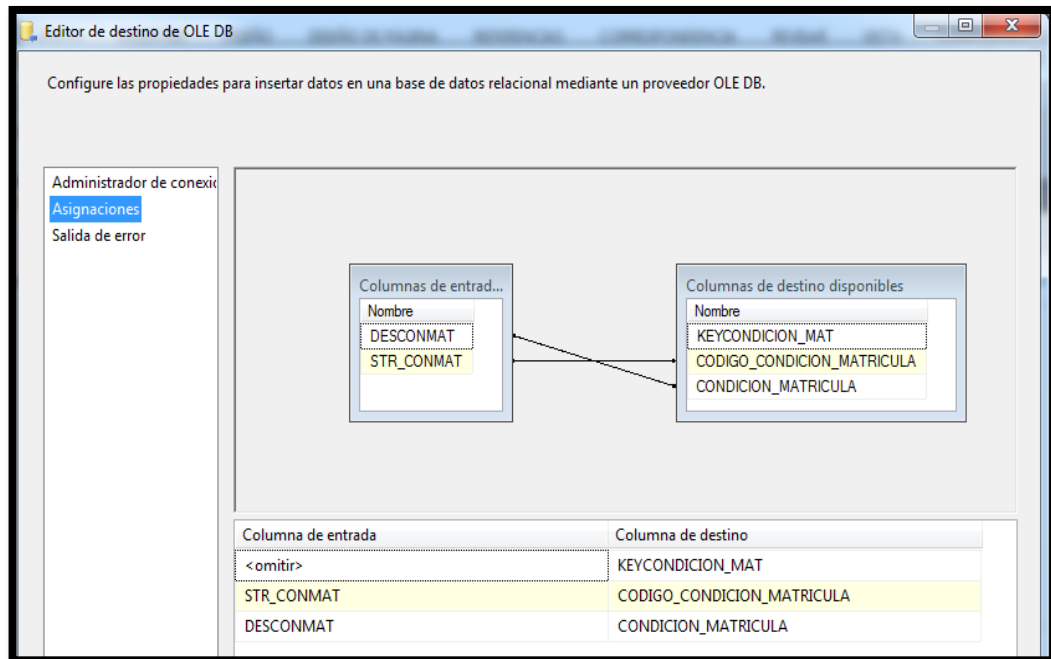 Editor de destino de OLE DB
Configure las propiedades para insertar datos en una base de datos relacional mediante un proveedor OLE DB.
Administrador de conexic
Asignaciones
Salida de error
Columnas de entrad...
Nombre
DESCONMAT
STR_CONMAT
Columnas de destino disponibles
Nombre
KEYCONDICION_MAT
CODIGO_CONDICION_MATRICULA
CONDICION_MATRICULA
Columna de entrada Columna de destino
<omitir> KEYCONDICION_MAT
STR_CONMAT CODIGO_CONDICION_MATRICULA
DESCONMAT CONDICION_MATRICULA